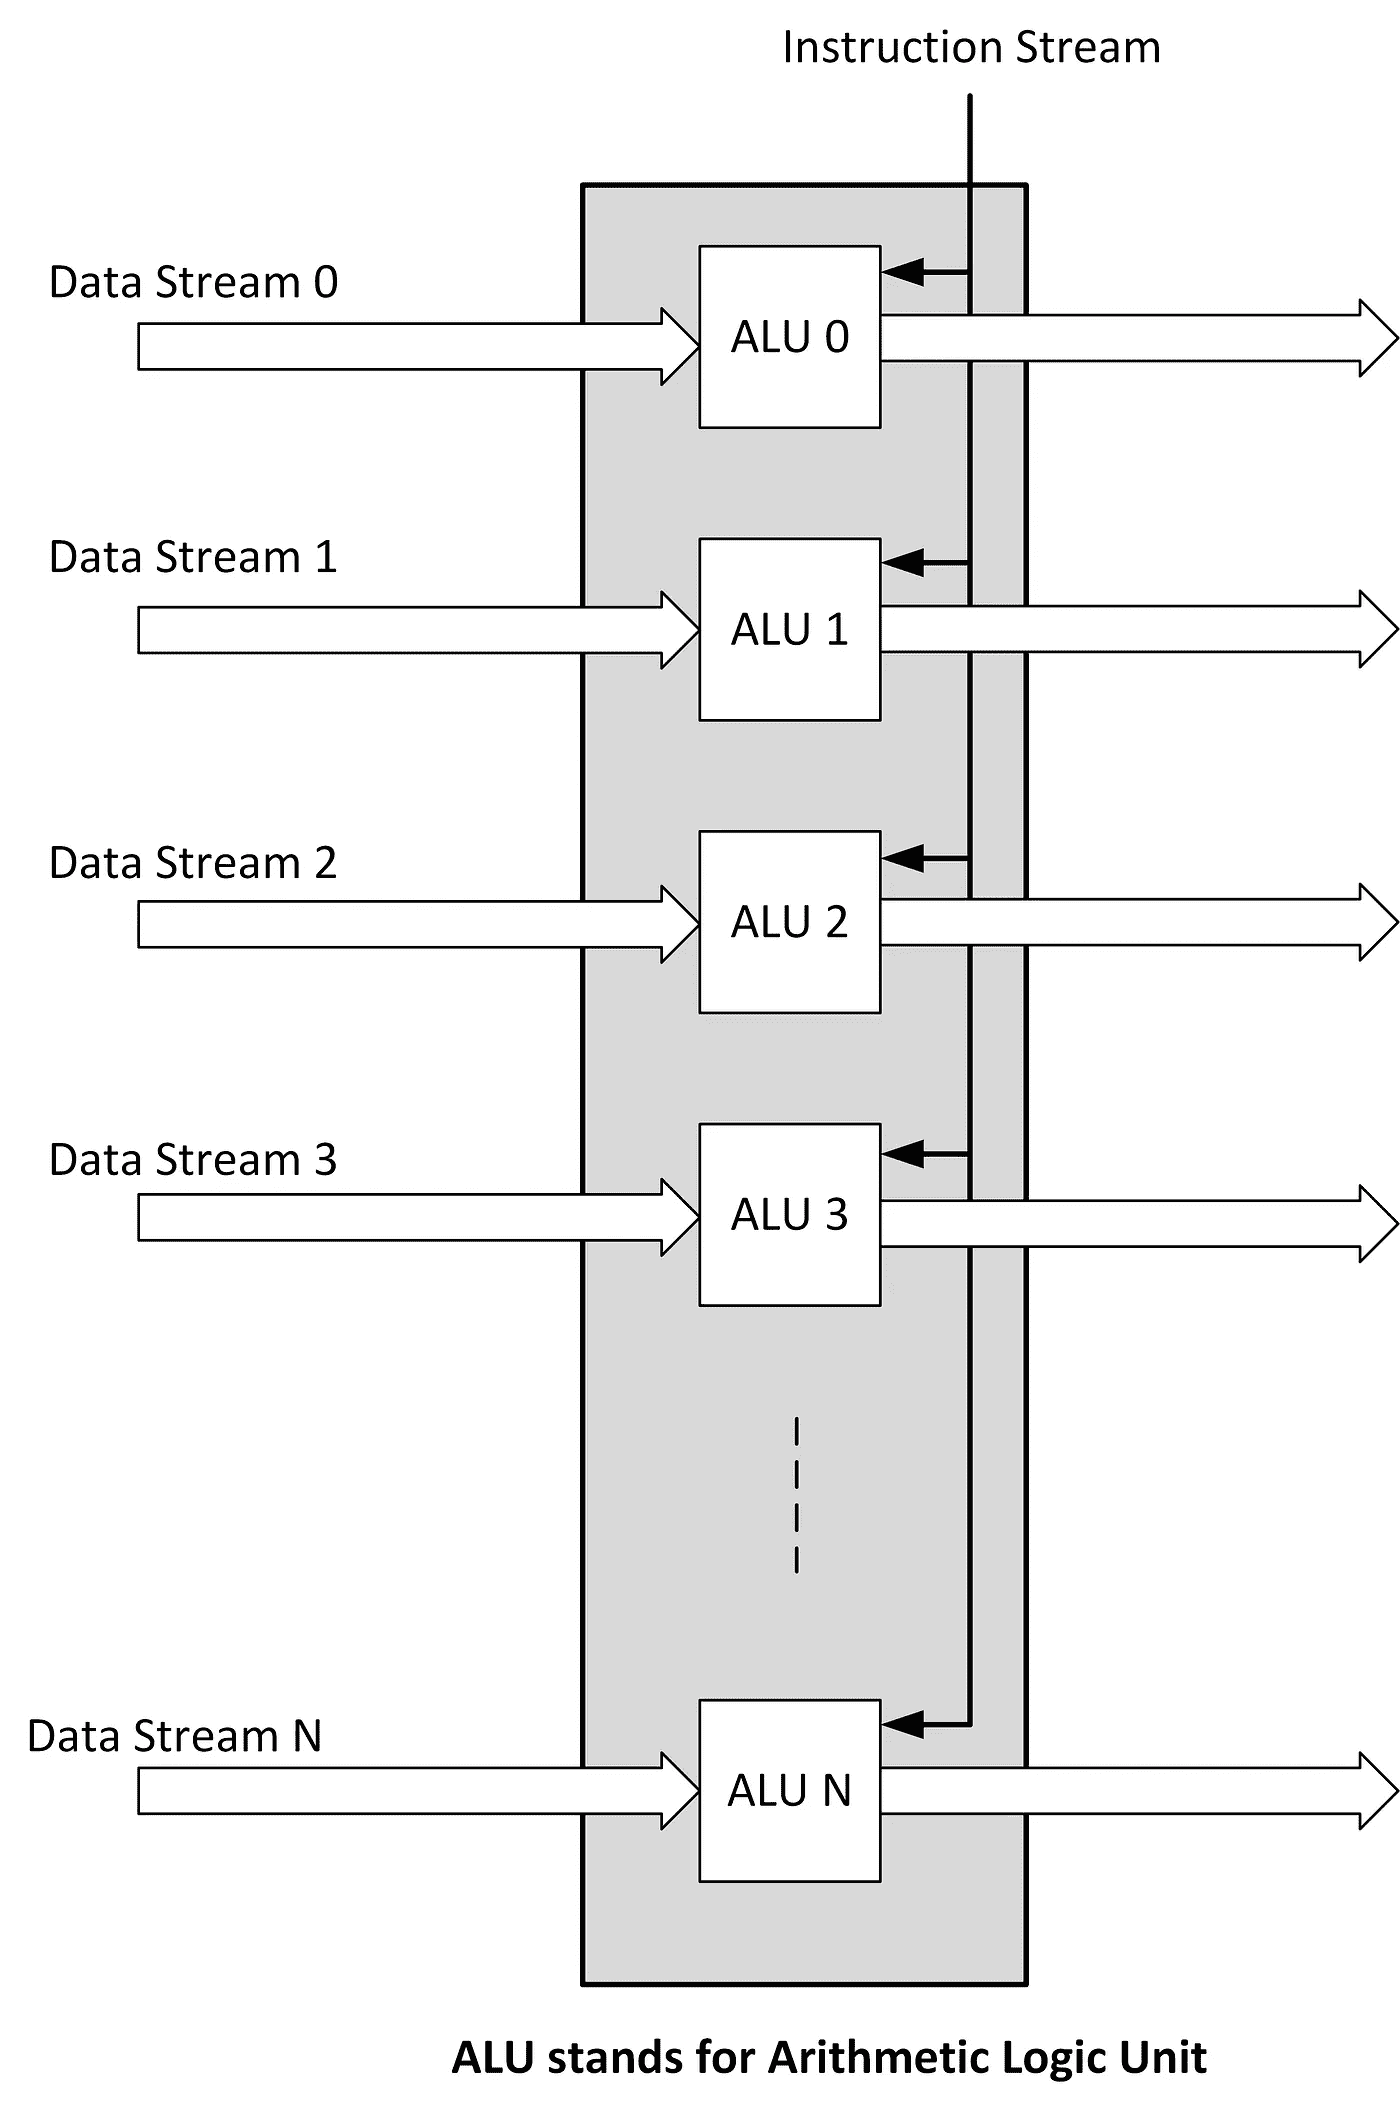 Instruction Stream
Data Stream 0
ALU 0
Data Stream 1
ALU 1
Data Stream 2
ALU 2
Data Stream 3
ALU 3
Data Stream N
ALU N
ALU stands for Arithmetic Logic Unit